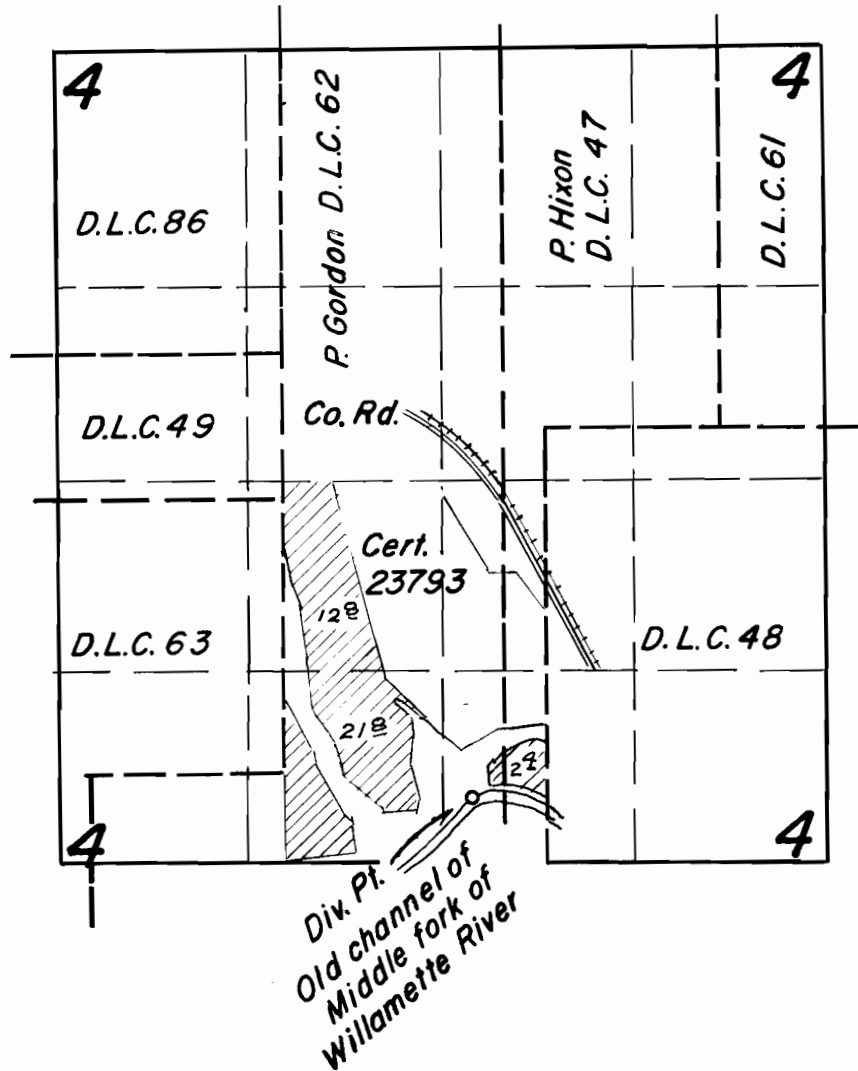 4
4
D.L.C. 86
P. Gordon D.L.C. 62
P. Hixon
D.L.C. 47
D.L.C. 61
D.L.C. 49
Co. Rd.
Cert.
23793
12 8
D.L.C. 63
D.L.C. 48
21 8
2 4
4
4
Div. Pt.
Old channel of
Middle fork of
Willamette River